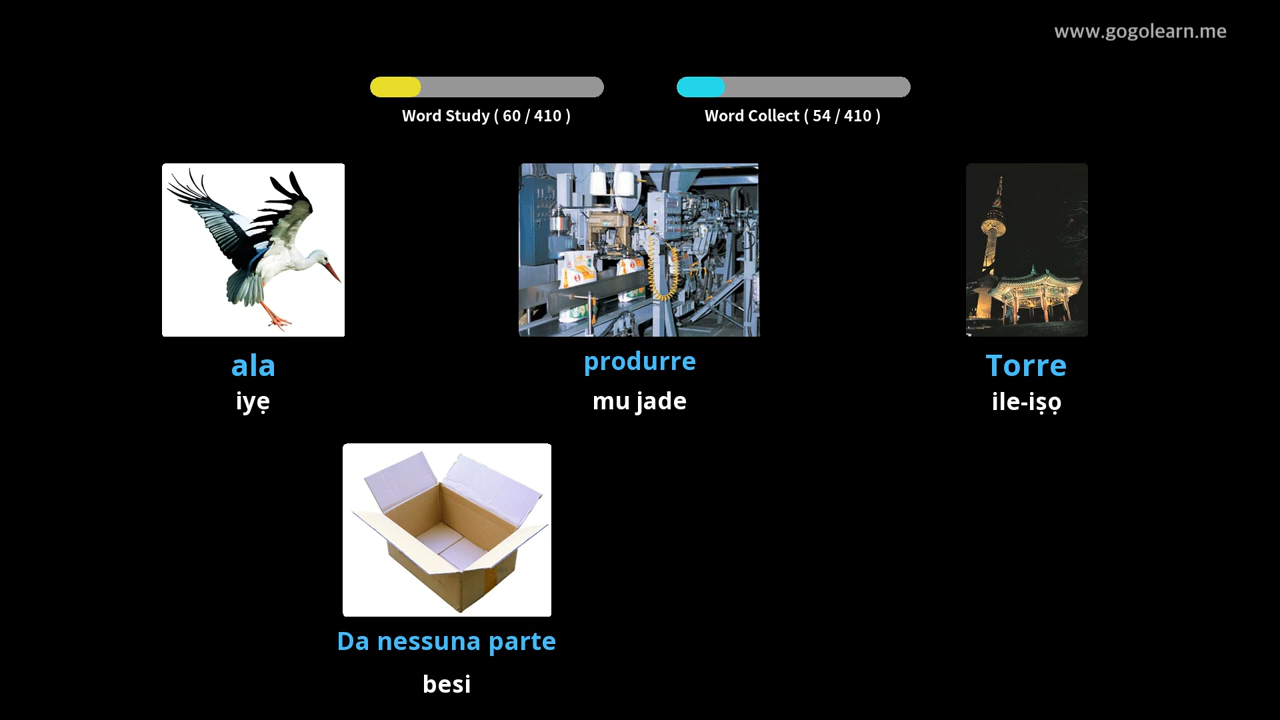 www.gogolearn.me
Word Study ( 60 / 410 )
Word Collect ( 54 / 410 )
ala
iyẹ
produrre
mu jade
Torre
ile-iṣọ
Da nessuna parte
besi